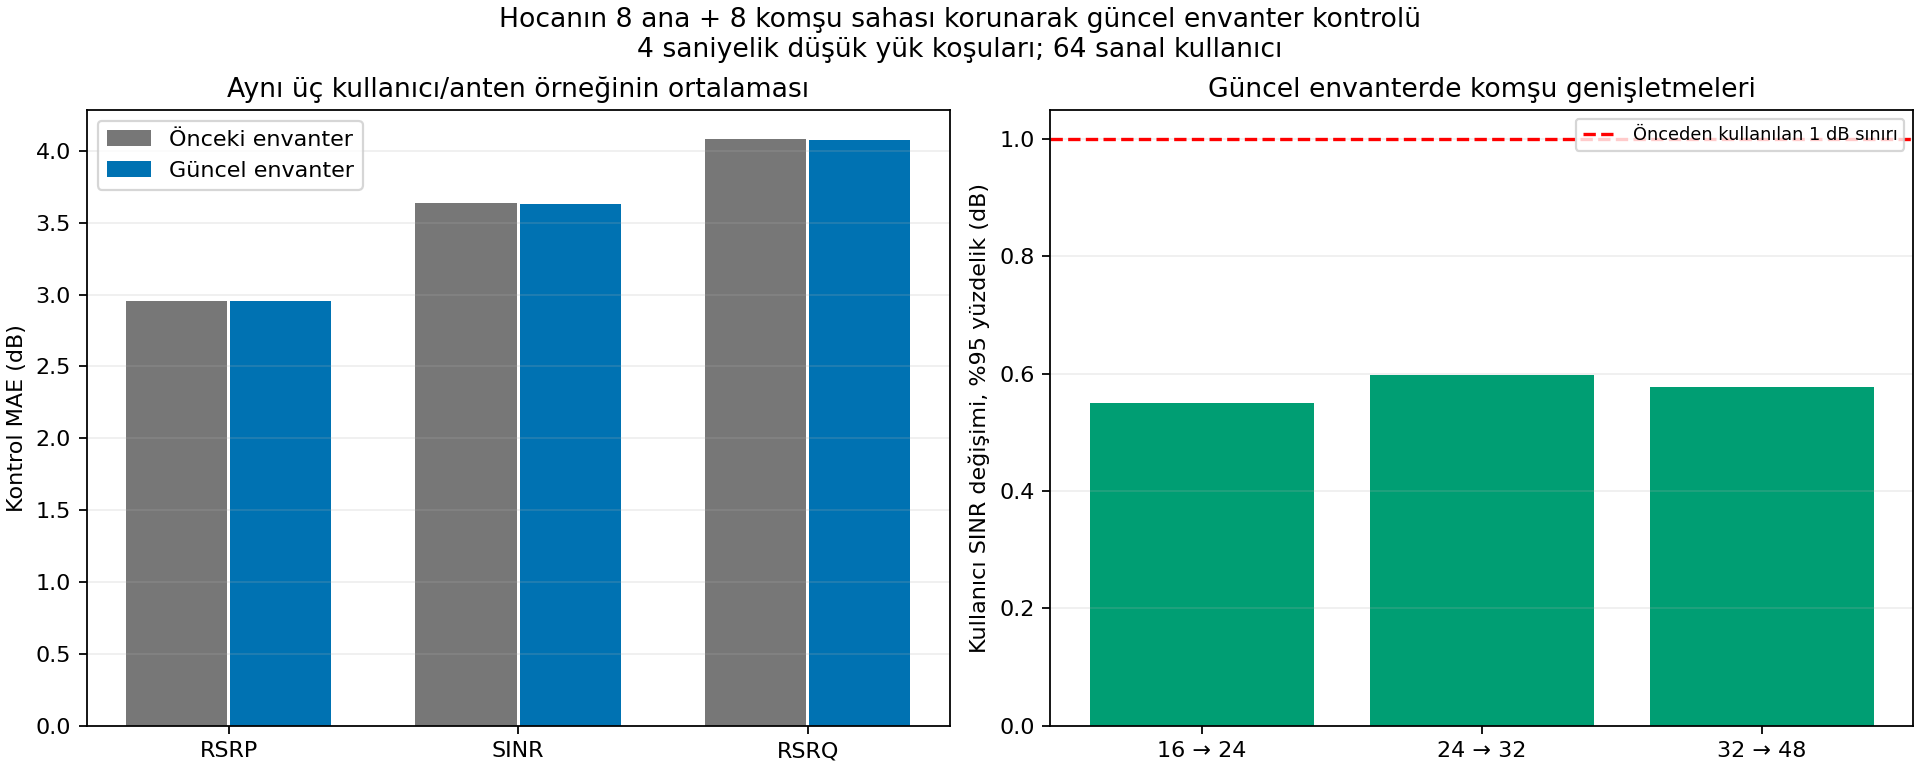 Hocanın 8 ana + 8 komşu sahası korunarak güncel envanter kontrolü
4 saniyelik düşük yük koşuları; 64 sanal kullanıcı
Aynı üç kullanıcı/anten örneğinin ortalaması
Önceki envanter
Güncel envanter
Kontrol MAE (dB)
4.0
3.5
3.0
2.5
2.0
1.5
1.0
0.5
0.0
RSRP
SINR
RSRQ
Güncel envanterde komşu genişletmeleri
Önceden kullanılan 1 dB sınırı
Kullanıcı SINR değişimi, %95 yüzdelik (dB)
1.0
0.8
0.6
0.4
0.2
0.0
16 → 24
24 → 32
32 → 48